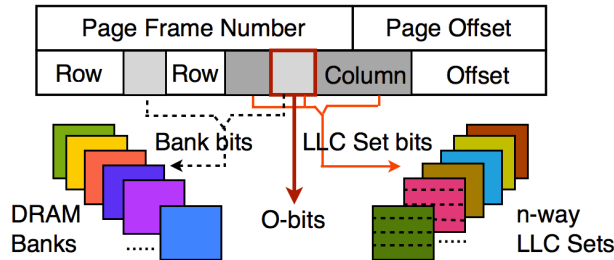 Page Frame Number Page Offset
Row Row Column Offset
Bank bits LLC Set bits
O-bits
DRAM
Banks
......
n-way
LLC Sets
......